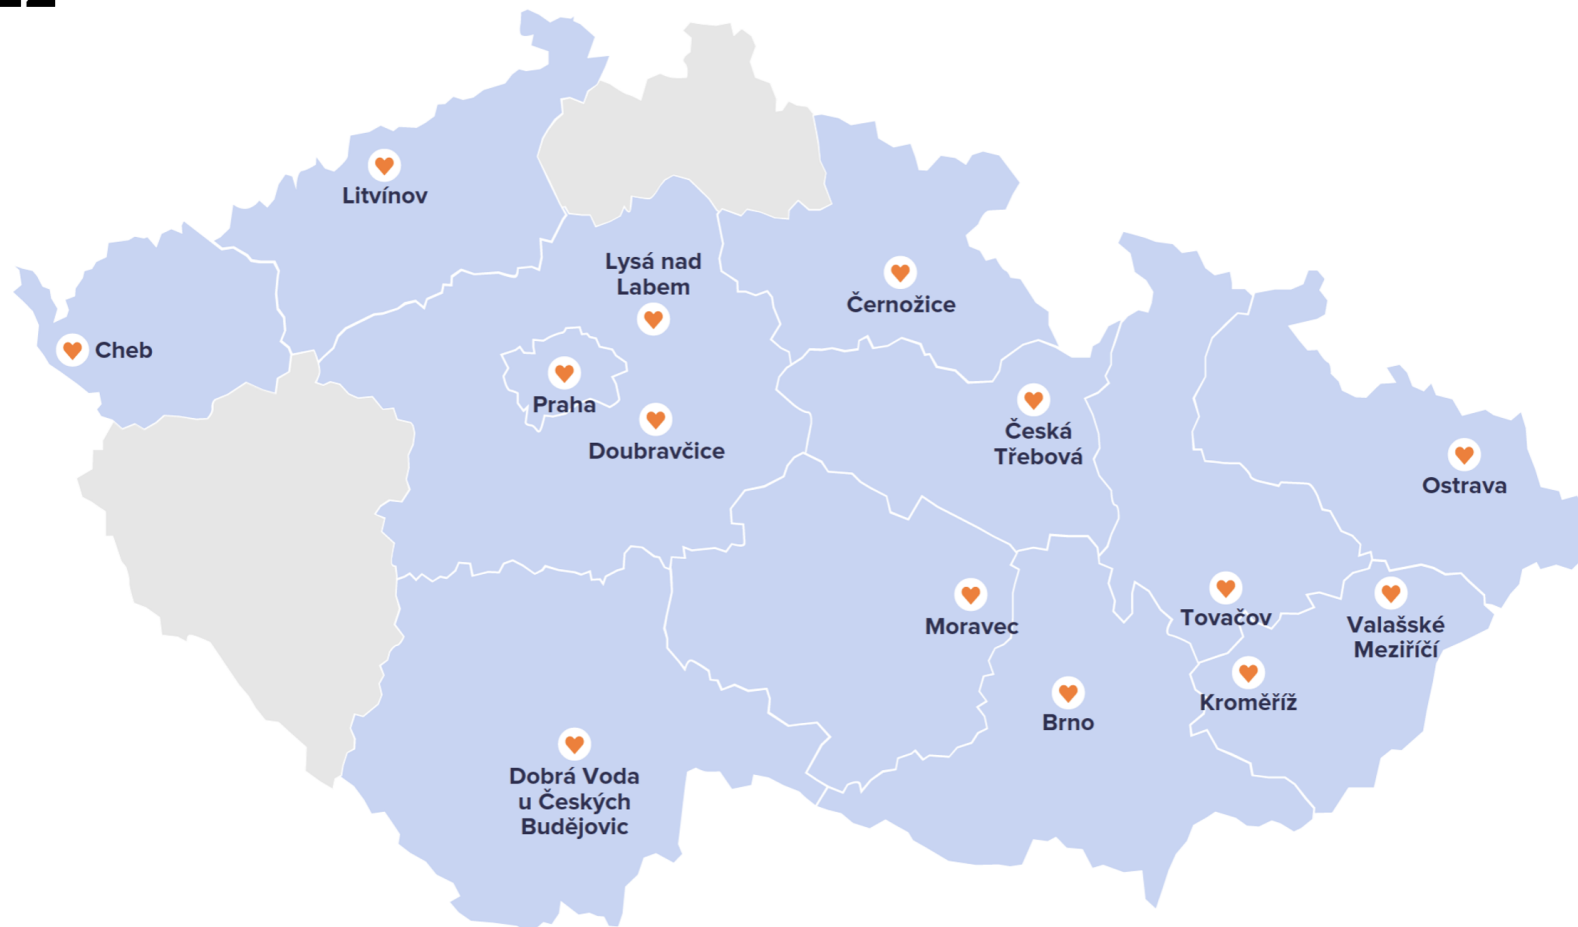 Litvínov
Lysá nad
Labem
Černožice
Cheb
Praha
Doubravčice
Česká
Třebová
Ostrava
Moravec
Tovačov
Valašské
Meziříčí
Kroměříž
Brno
Dobrá Voda
u Českých
Budějovic